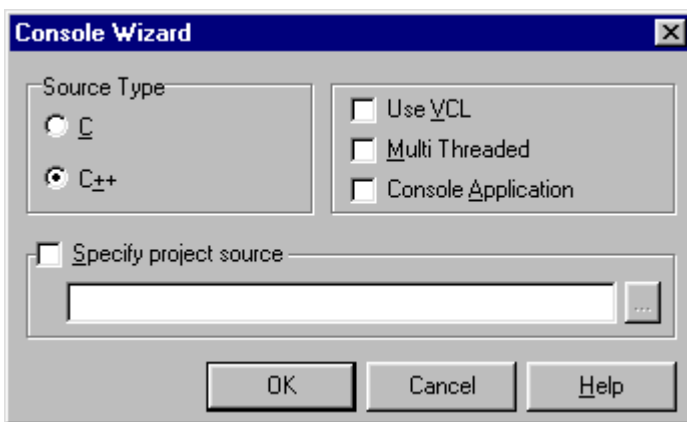 Console Wizard
Source Type
C
C++
Use VCL
Multi Threaded
Console Application
Specify project source
...
OK Cancel Help